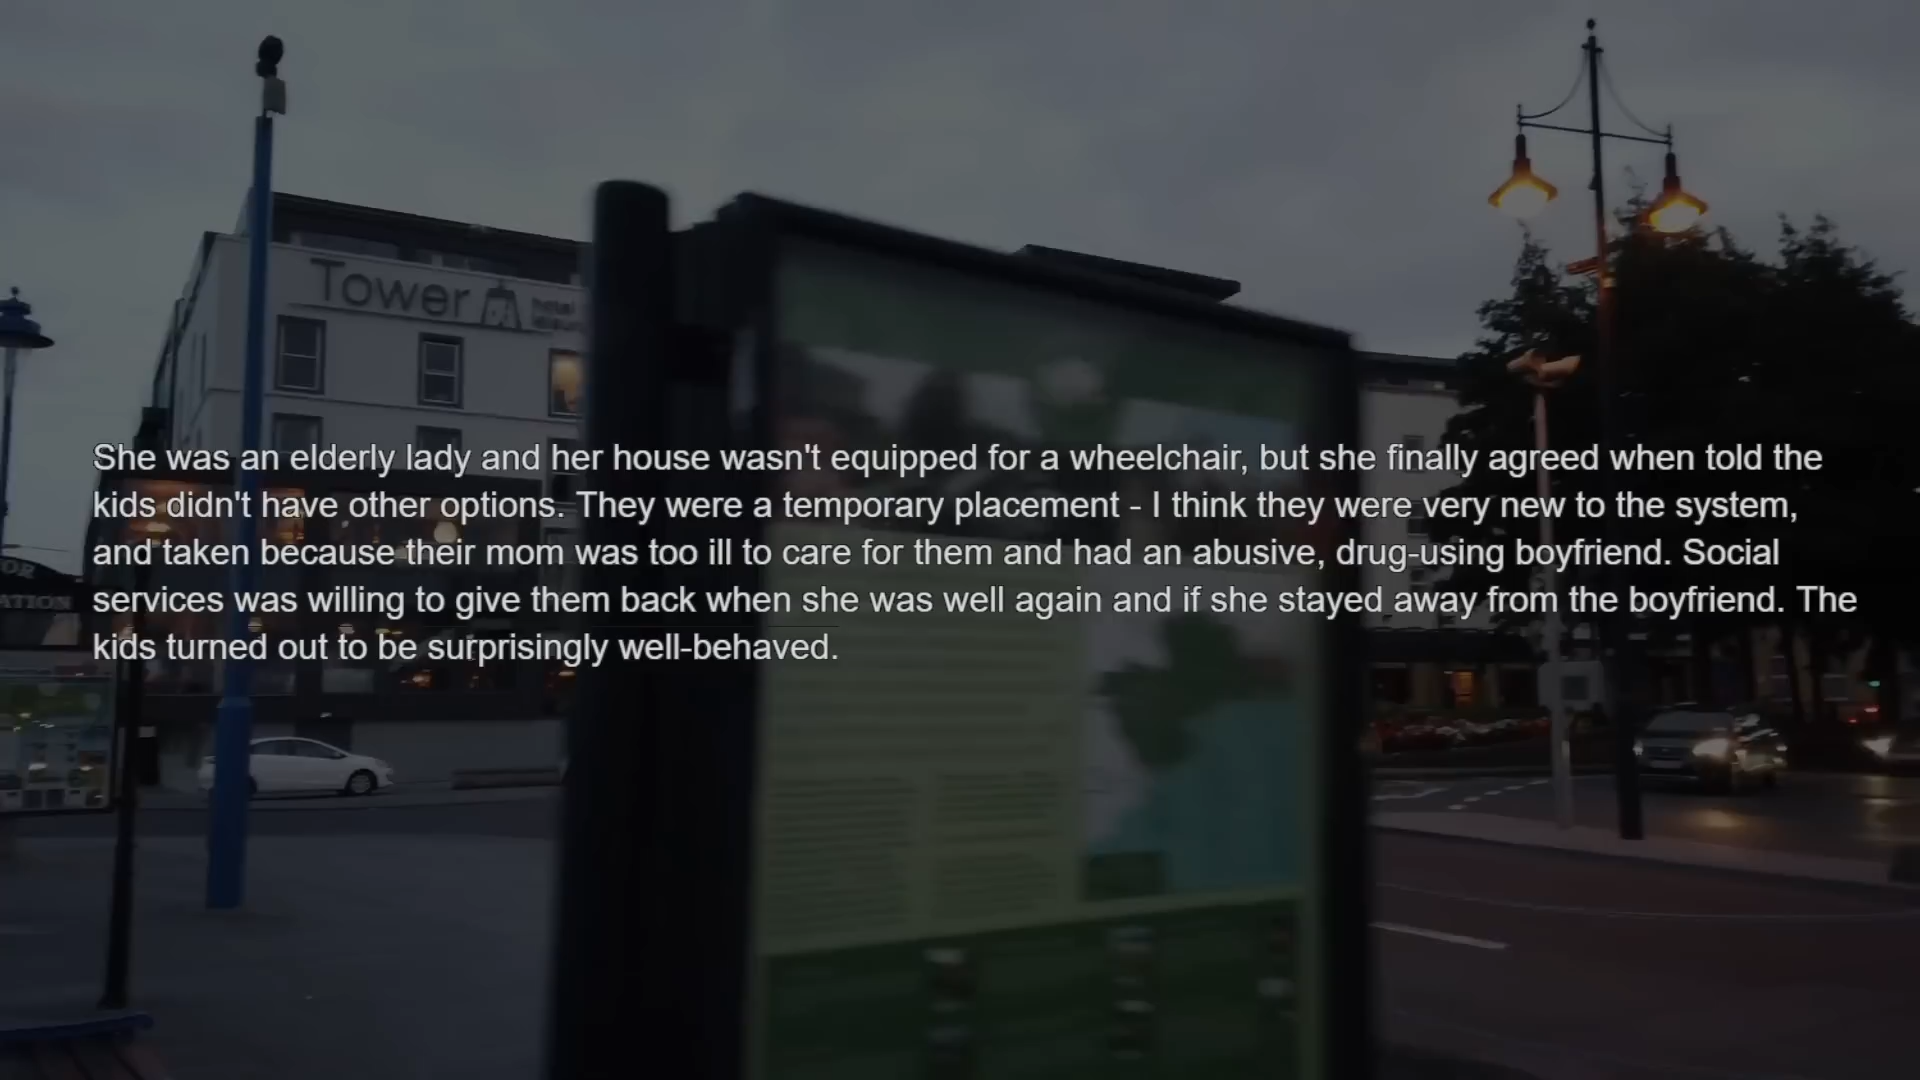 Tower
OR
ATION
She was an elderly lady and her house wasn't equipped for a wheelchair, but she finally agreed when told the
kids didn't have other options. They were a temporary placement - I think they were very new to the system,
and taken because their mom was too ill to care for them and had an abusive, drug-using boyfriend. Social
services was willing to give them back when she was well again and if she stayed away from the boyfriend. The
kids turned out to be surprisingly well-behaved.